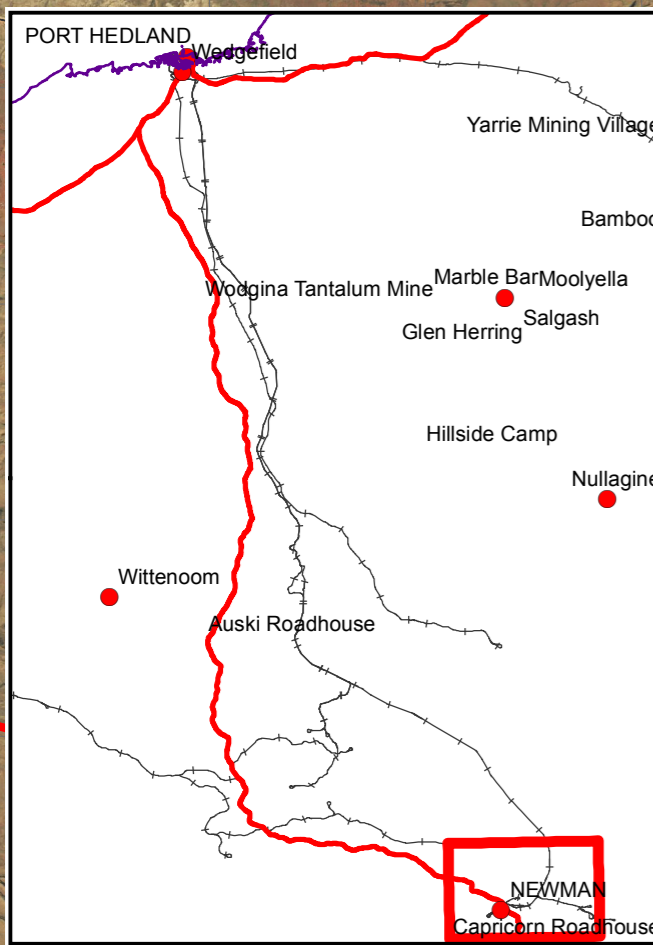 PORT HEDLAND
Wedgefield
Yarrie Mining Village
Bamboo
Wodgina Tantalum Mine
Marble Bar
Moolyella
Salgash
Glen Herring
Hillside Camp
Nullagine
Wittenoom
Auski Roadhouse
NEWMAN
Capricorn Roadhouse